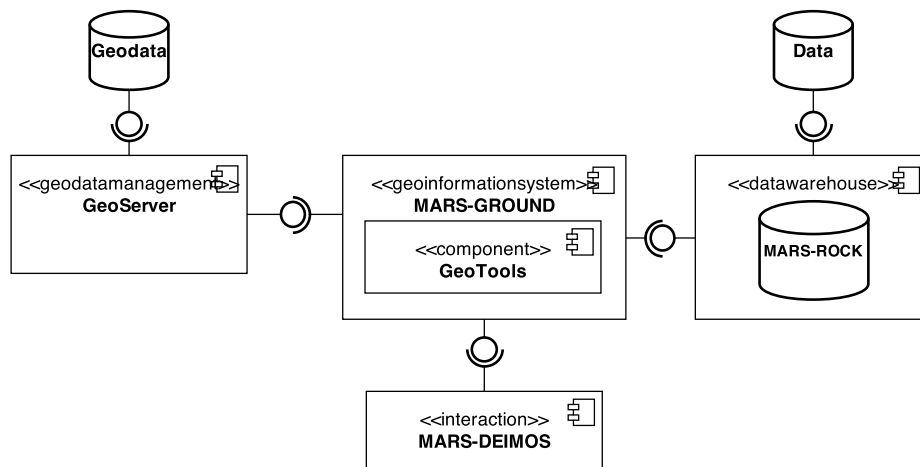 Geodata
Data
<<geodatamanagement>>
GeoServer
<<geoinformationsystem>>
MARS-GROUND
<<component>>
GeoTools
<<datawarehouse>>
MARS-ROCK
<<interaction>>
MARS-DEIMOS